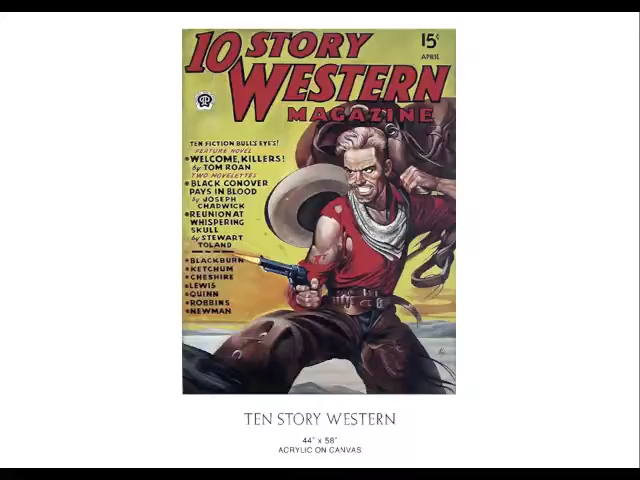 10 STORY
WESTERN
MAGAZINE
15¢
APRIL
TEN FICTION BULL'S EYES!
FEATURE NOVEL
• WELCOME, KILLERS!
by TOM ROAN
TWO NOVELETTES
• BLACK CONOVER
PAYS IN BLOOD
by JOSEPH
CHADWICK
• REUNION AT
WHISPERING
SKULL
by STEWART
TOLAND
• BLACKBURN
• KETCHUM
• CHESHIRE
• LEWIS
• QUINN
• ROBBINS
• NEWMAN
TEN STORY WESTERN
44" x 58"
ACRYLIC ON CANVAS